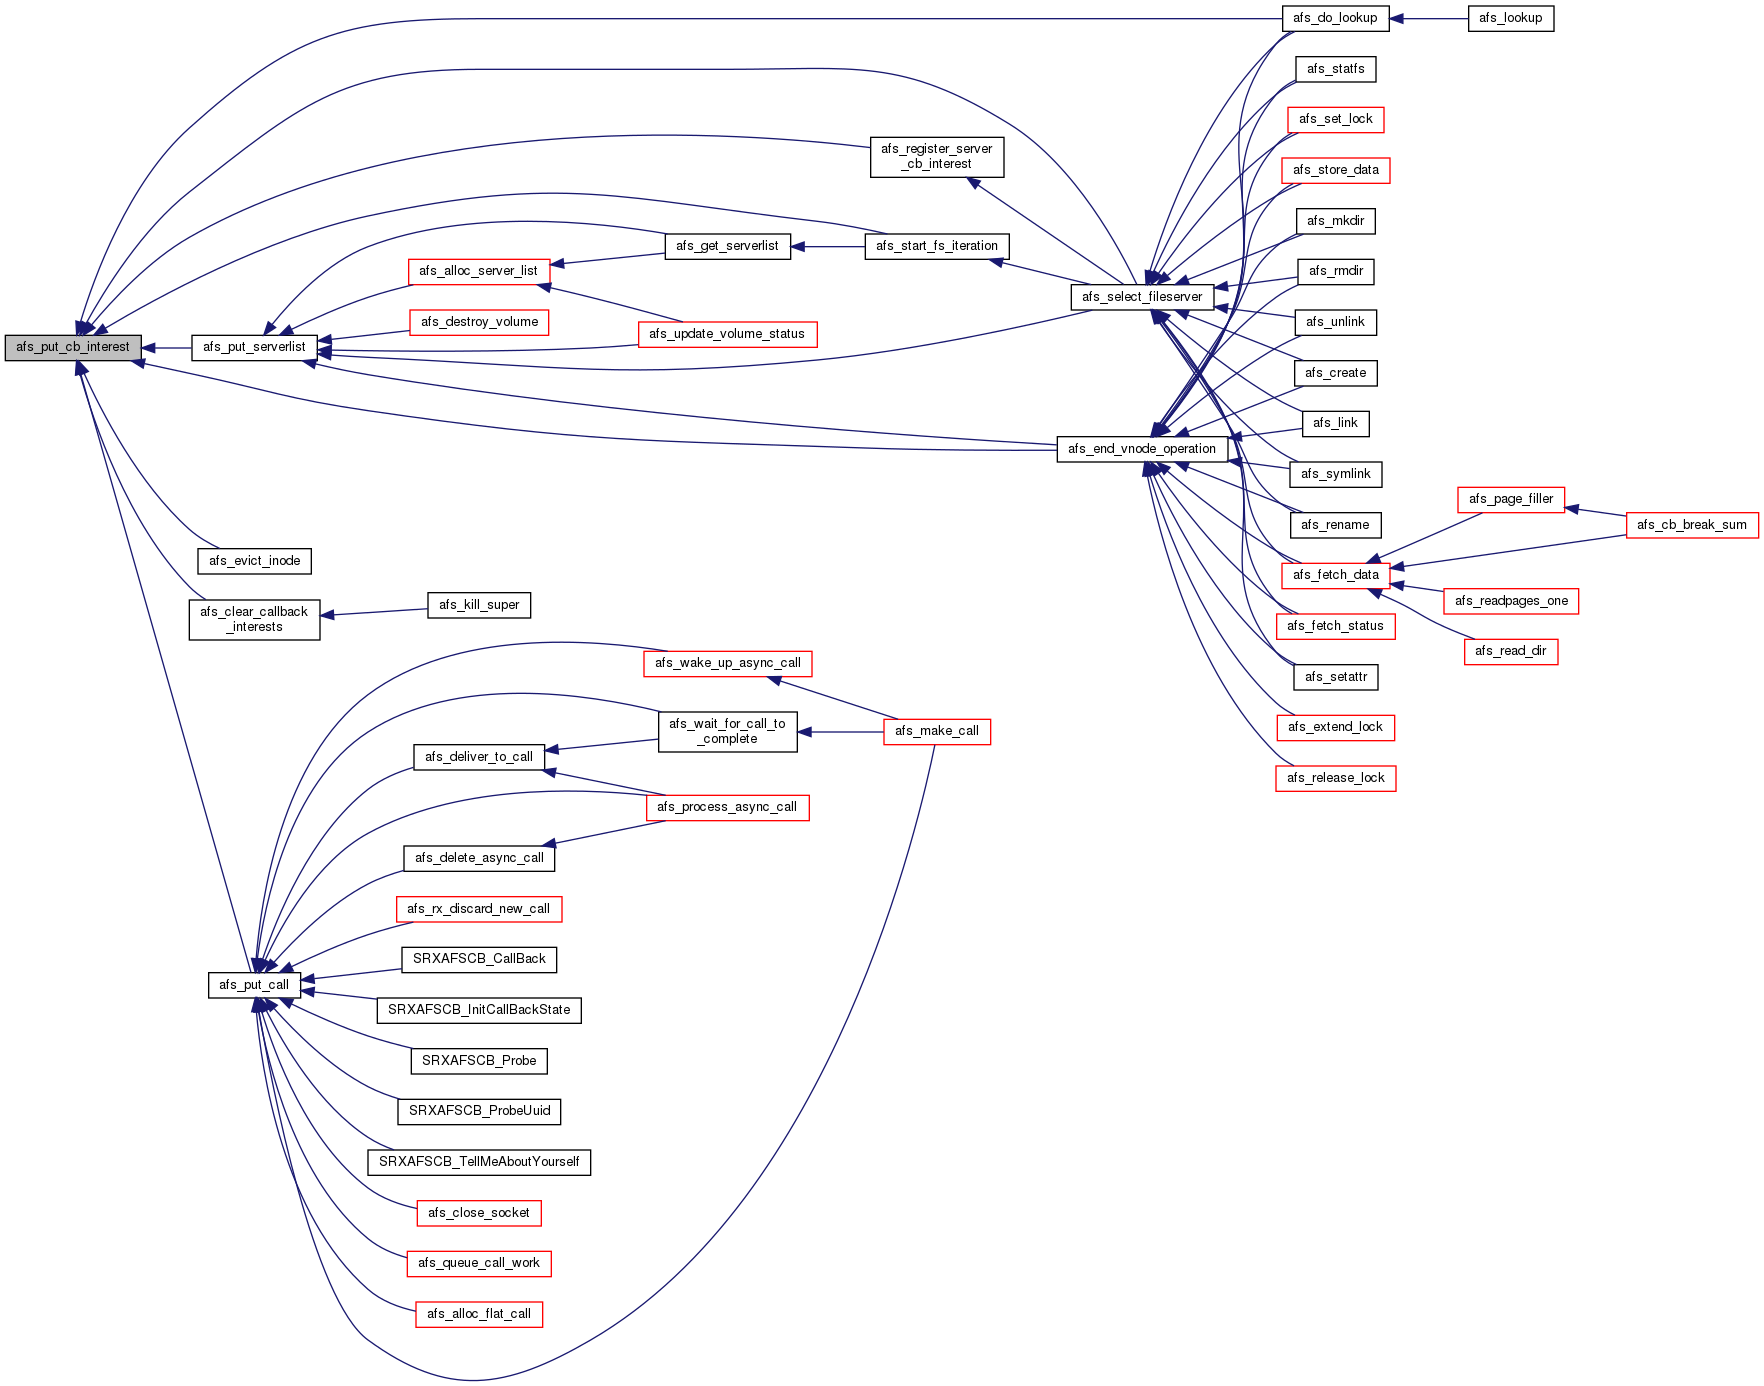 afs_do_lookup
afs_lookup
afs_statfs
afs_set_lock
afs_register_server
_cb_interest
afs_store_data
afs_mkdir
afs_get_serverlist
afs_start_fs_iteration
afs_alloc_server_list
afs_rmdir
afs_select_fileserver
afs_destroy_volume
afs_update_volume_status
afs_unlink
afs_put_cb_interest
afs_put_serverlist
afs_create
afs_link
afs_end_vnode_operation
afs_symlink
afs_page_filler
afs_rename
afs_cb_break_sum
afs_evict_inode
afs_fetch_data
afs_readpages_one
afs_clear_callback
_interests
afs_kill_super
afs_fetch_status
afs_read_dir
afs_wake_up_async_call
afs_setattr
afs_wait_for_call_to
_complete
afs_make_call
afs_extend_lock
afs_deliver_to_call
afs_release_lock
afs_process_async_call
afs_delete_async_call
afs_rx_discard_new_call
SRXAFSCB_CallBack
afs_put_call
SRXAFSCB_InitCallBackState
SRXAFSCB_Probe
SRXAFSCB_ProbeUuid
SRXAFSCB_TellMeAboutYourself
afs_close_socket
afs_queue_call_work
afs_alloc_flat_call